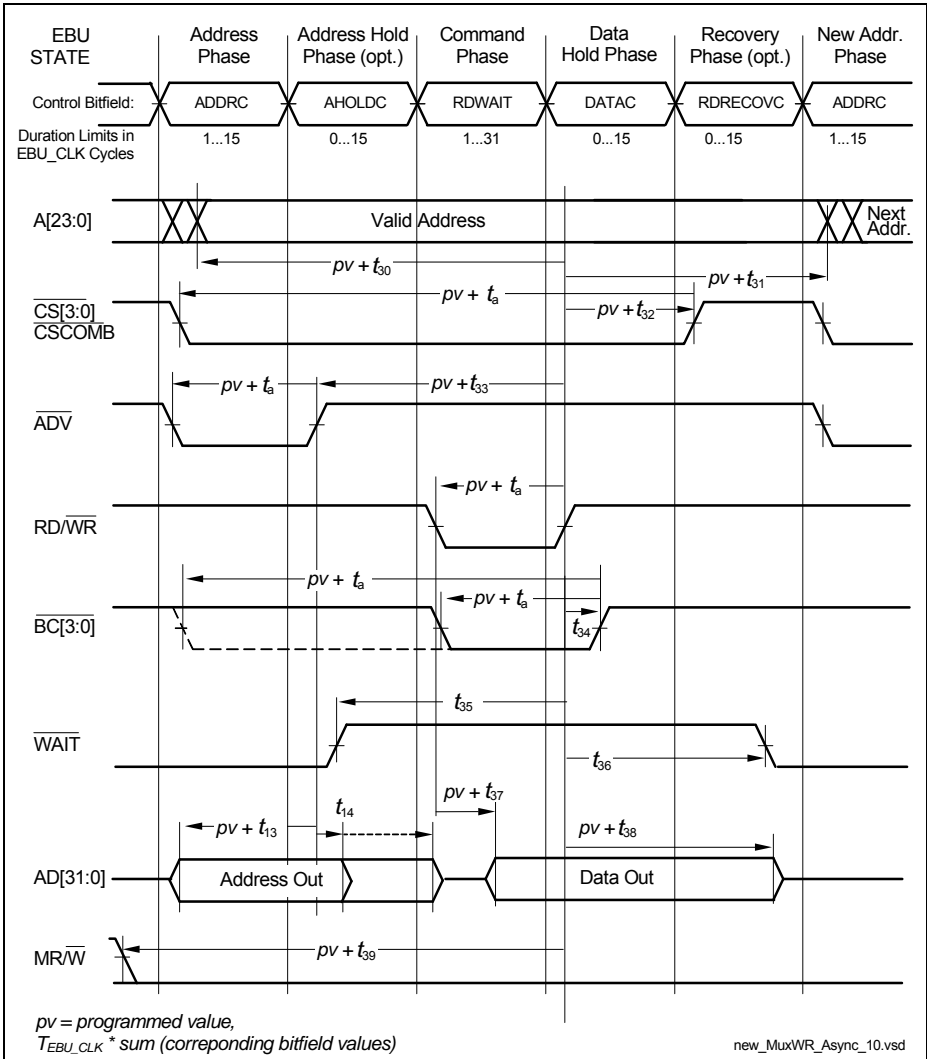 EBU STATE
Address Phase
Address Hold Phase (opt.)
Command Phase
Data Hold Phase
Recovery Phase (opt.)
New Addr. Phase
Control Bitfield: ADDRC AHOLDC RDWAIT DATAC RDRECOVC ADDRC
Duration Limits in EBU_CLK Cycles 1...15 0...15 1...31 0...15 0...15 1...15
A[23:0] Valid Address Next Addr.
pv + t30
pv + t31
pv + ta
CS[3:0]
CSCOMB
pv + t32
pv + ta
pv + t33
ADV
pv + ta
RD/WR
pv + ta
pv + ta
BC[3:0]
t34
t35
WAIT
t36
pv + t37
t14
pv + t13
pv + t38
AD[31:0] Address Out Data Out
MR/W pv + t39
pv = programmed value,
TEBU_CLK * sum (correponding bitfield values)
new_MuxWR_Async_10.vsd